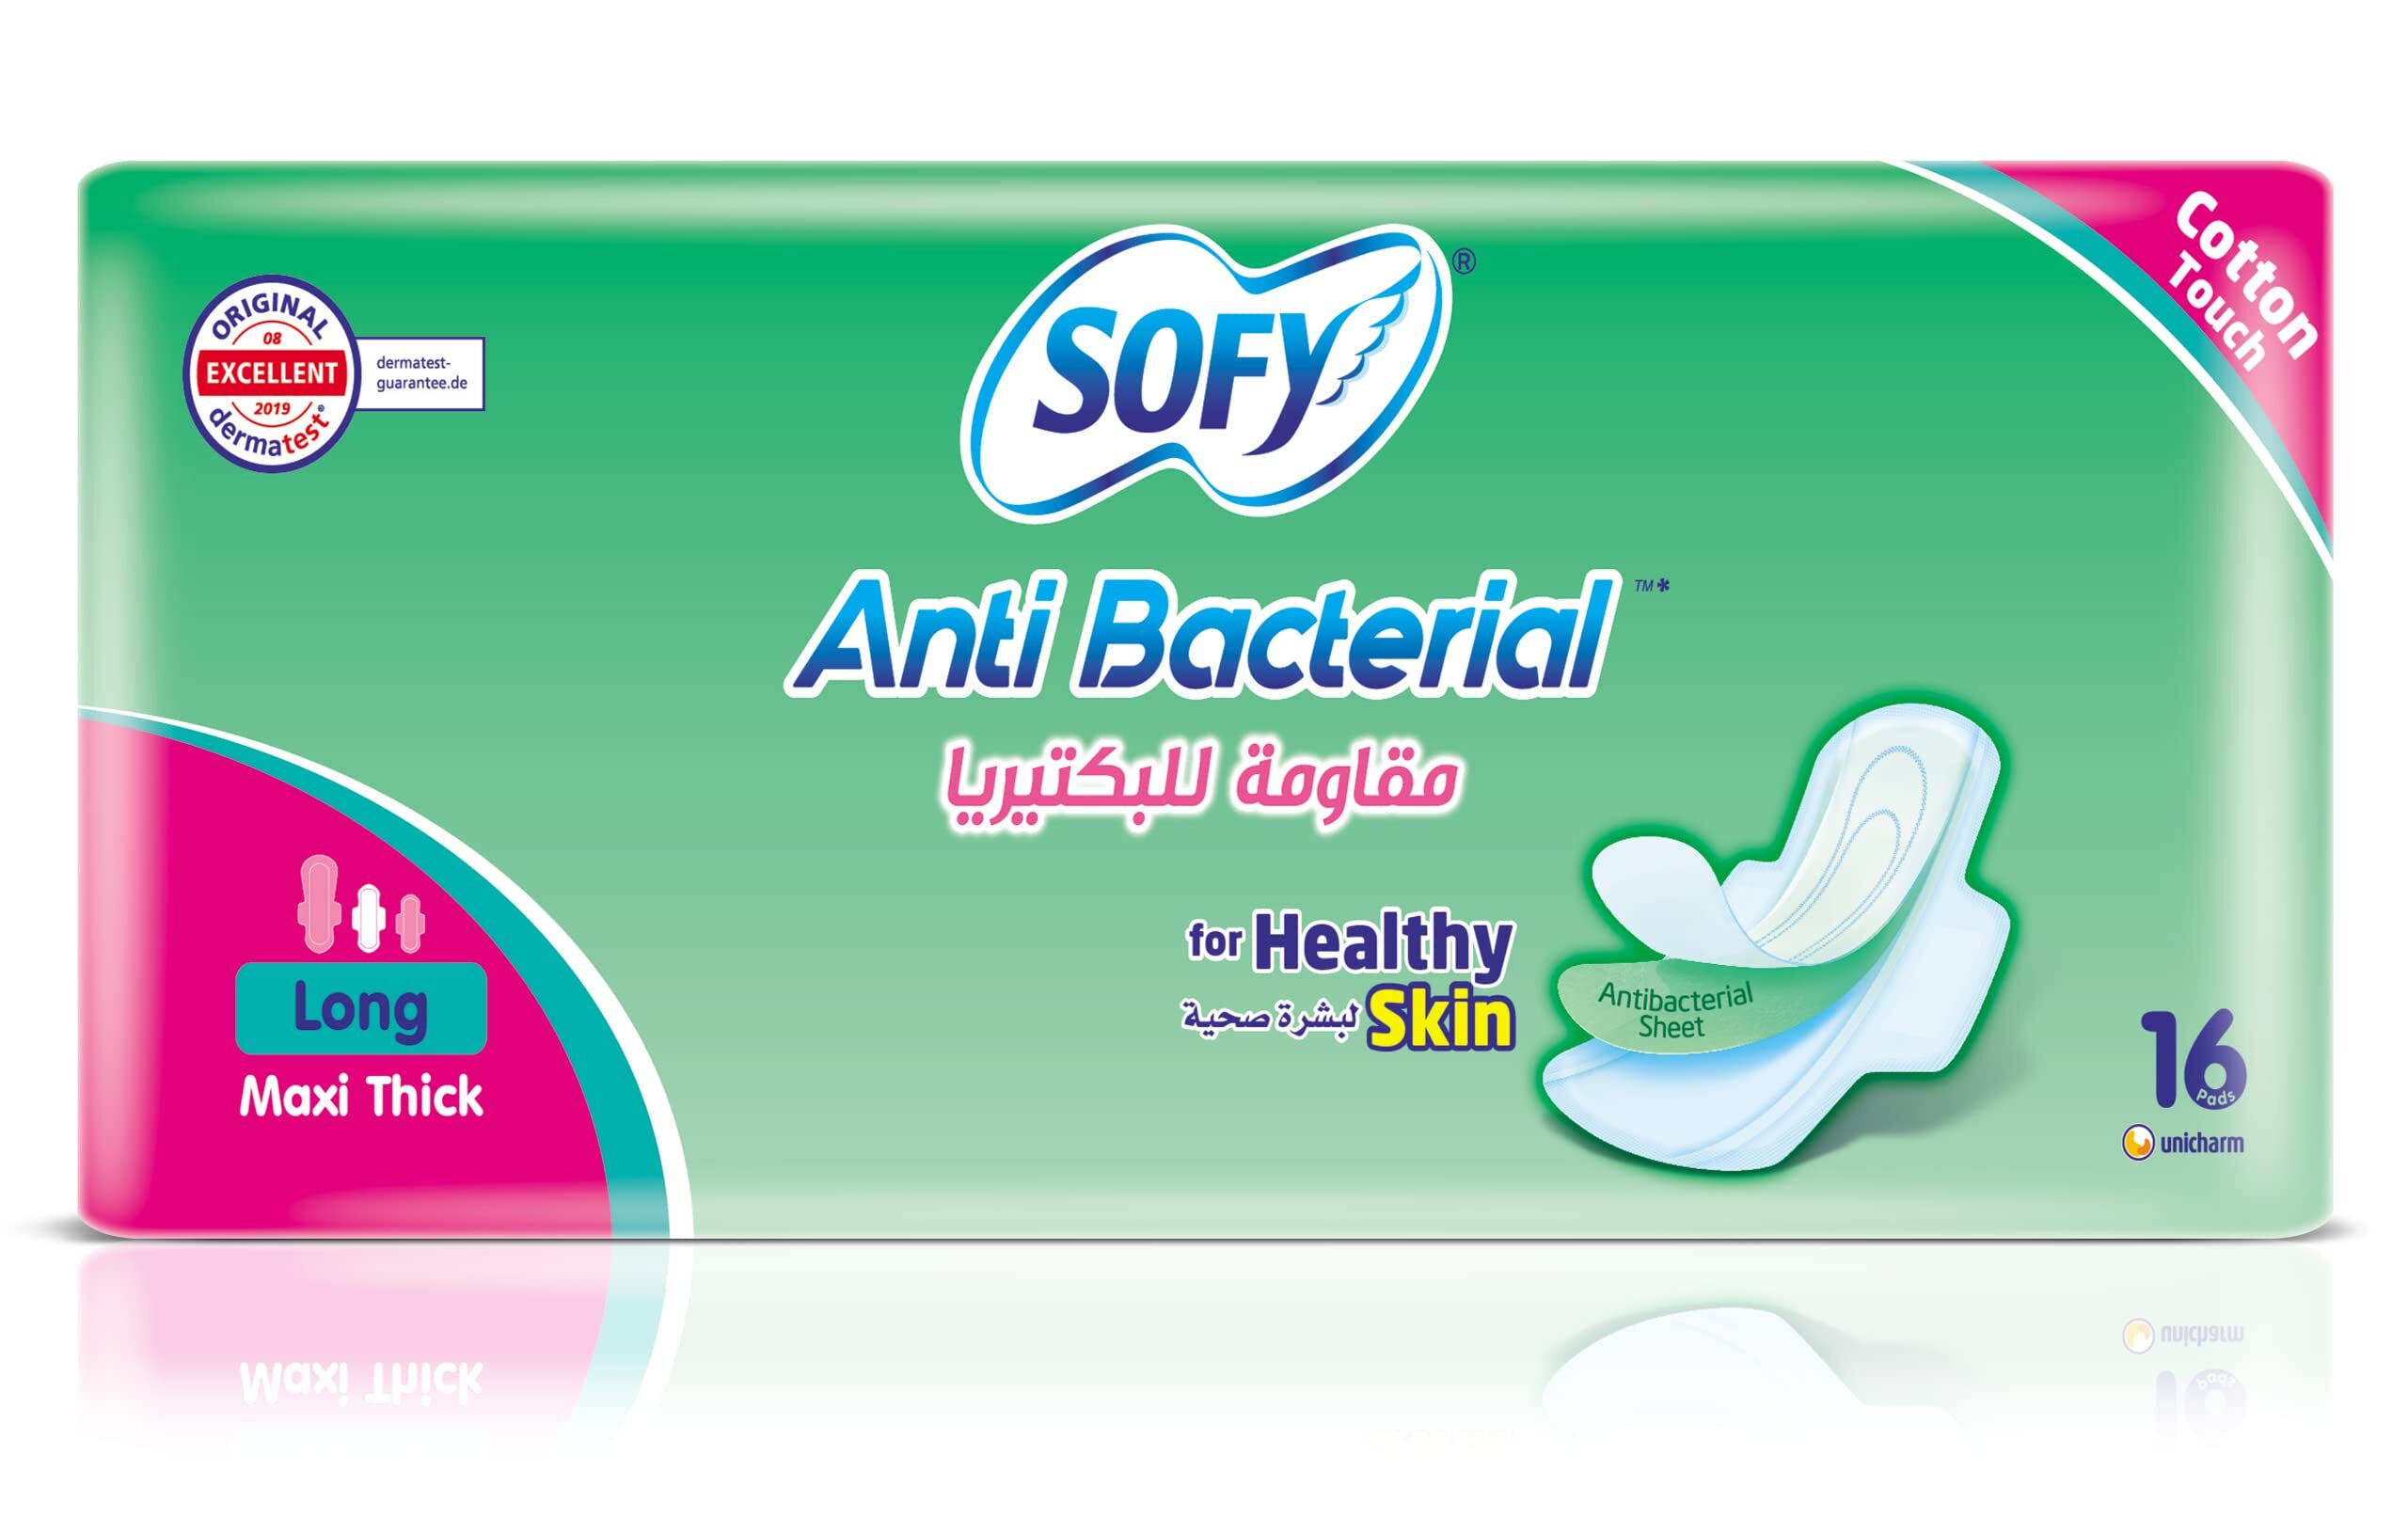 ORIGINAL
08
EXCELLENT
2019
dermatest®
dermatest-
guarantee.de
SOFY®
Cotton
Touch
Anti Bacterial™*
مقاومة للبكتيريا
for Healthy
لبشرة صحية Skin
Antibacterial
Sheet
Long
Maxi Thick
16
Pads
unicharm